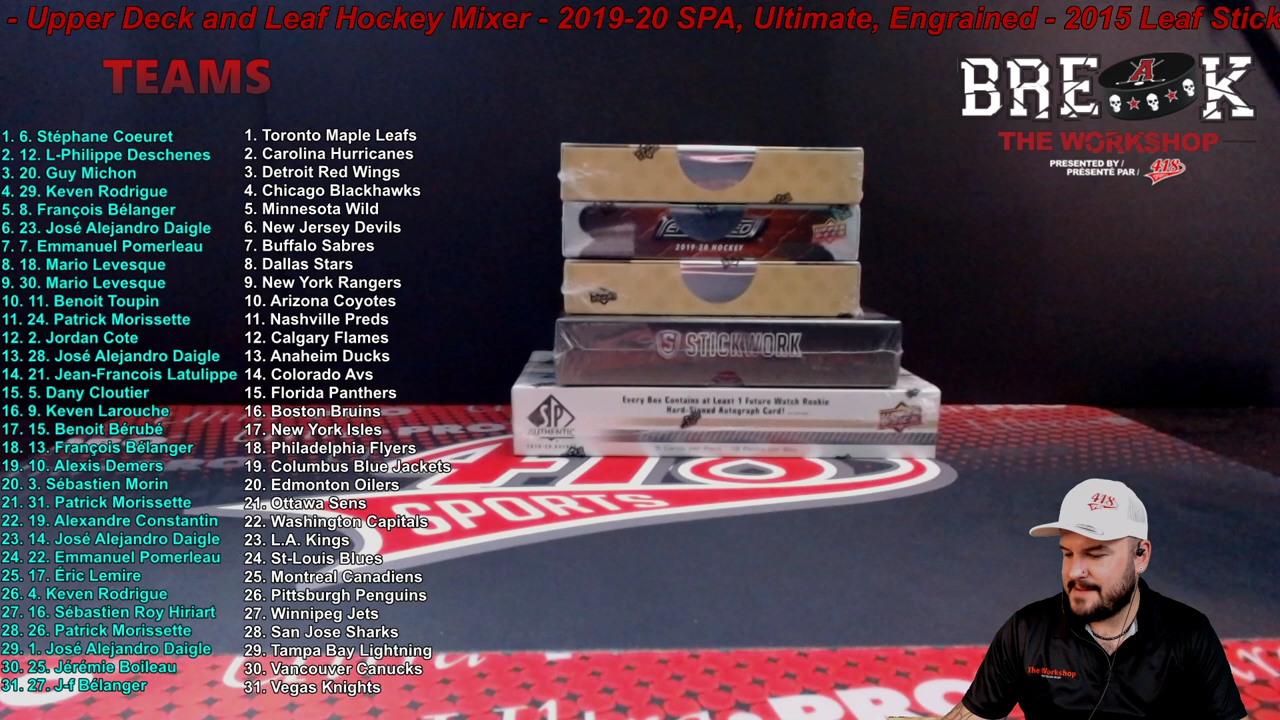 - Upper Deck and Leaf Hockey Mixer - 2019-20 SPA, Ultimate, Engrained - 2015 Leaf Stick
TEAMS
BRE A K
THE WORKSHOP
PRESENTED BY /
PRÉSENTÉ PAR /
418
1. 6. Stéphane Coeuret
2. 12. L-Philippe Deschenes
3. 20. Guy Michon
4. 29. Keven Rodrigue
5. 8. François Bélanger
6. 23. José Alejandro Daigle
7. 7. Emmanuel Pomerleau
8. 18. Mario Levesque
9. 30. Mario Levesque
10. 11. Benoit Toupin
11. 24. Patrick Morissette
12. 2. Jordan Cote
13. 28. José Alejandro Daigle
14. 21. Jean-Francois Latulippe
15. 5. Dany Cloutier
16. 9. Keven Larouche
17. 15. Benoit Bérubé
18. 13. François Bélanger
19. 10. Alexis Demers
20. 3. Sébastien Morin
21. 31. Patrick Morissette
22. 19. Alexandre Constantin
23. 14. José Alejandro Daigle
24. 22. Emmanuel Pomerleau
25. 17. Éric Lemire
26. 4. Keven Rodrigue
27. 16. Sébastien Roy Hiriart
28. 26. Patrick Morissette
29. 1. José Alejandro Daigle
30. 25. Jérémie Boileau
31. 27. J-f Bélanger
1. Toronto Maple Leafs
2. Carolina Hurricanes
3. Detroit Red Wings
4. Chicago Blackhawks
5. Minnesota Wild
6. New Jersey Devils
7. Buffalo Sabres
8. Dallas Stars
9. New York Rangers
10. Arizona Coyotes
11. Nashville Preds
12. Calgary Flames
13. Anaheim Ducks
14. Colorado Avs
15. Florida Panthers
16. Boston Bruins
17. New York Isles
18. Philadelphia Flyers
19. Columbus Blue Jackets
20. Edmonton Oilers
21. Ottawa Sens
22. Washington Capitals
23. L.A. Kings
24. St-Louis Blues
25. Montreal Canadiens
26. Pittsburgh Penguins
27. Winnipeg Jets
28. San Jose Sharks
29. Tampa Bay Lightning
30. Vancouver Canucks
31. Vegas Knights
2019-20 HOCKEY
STICKWORK
SP
AUTHENTIC
Every Box Contains at Least 1 Future Watch Rookie
Hard-Signed Autograph Card!
418
SPORTS
418
The Workshop